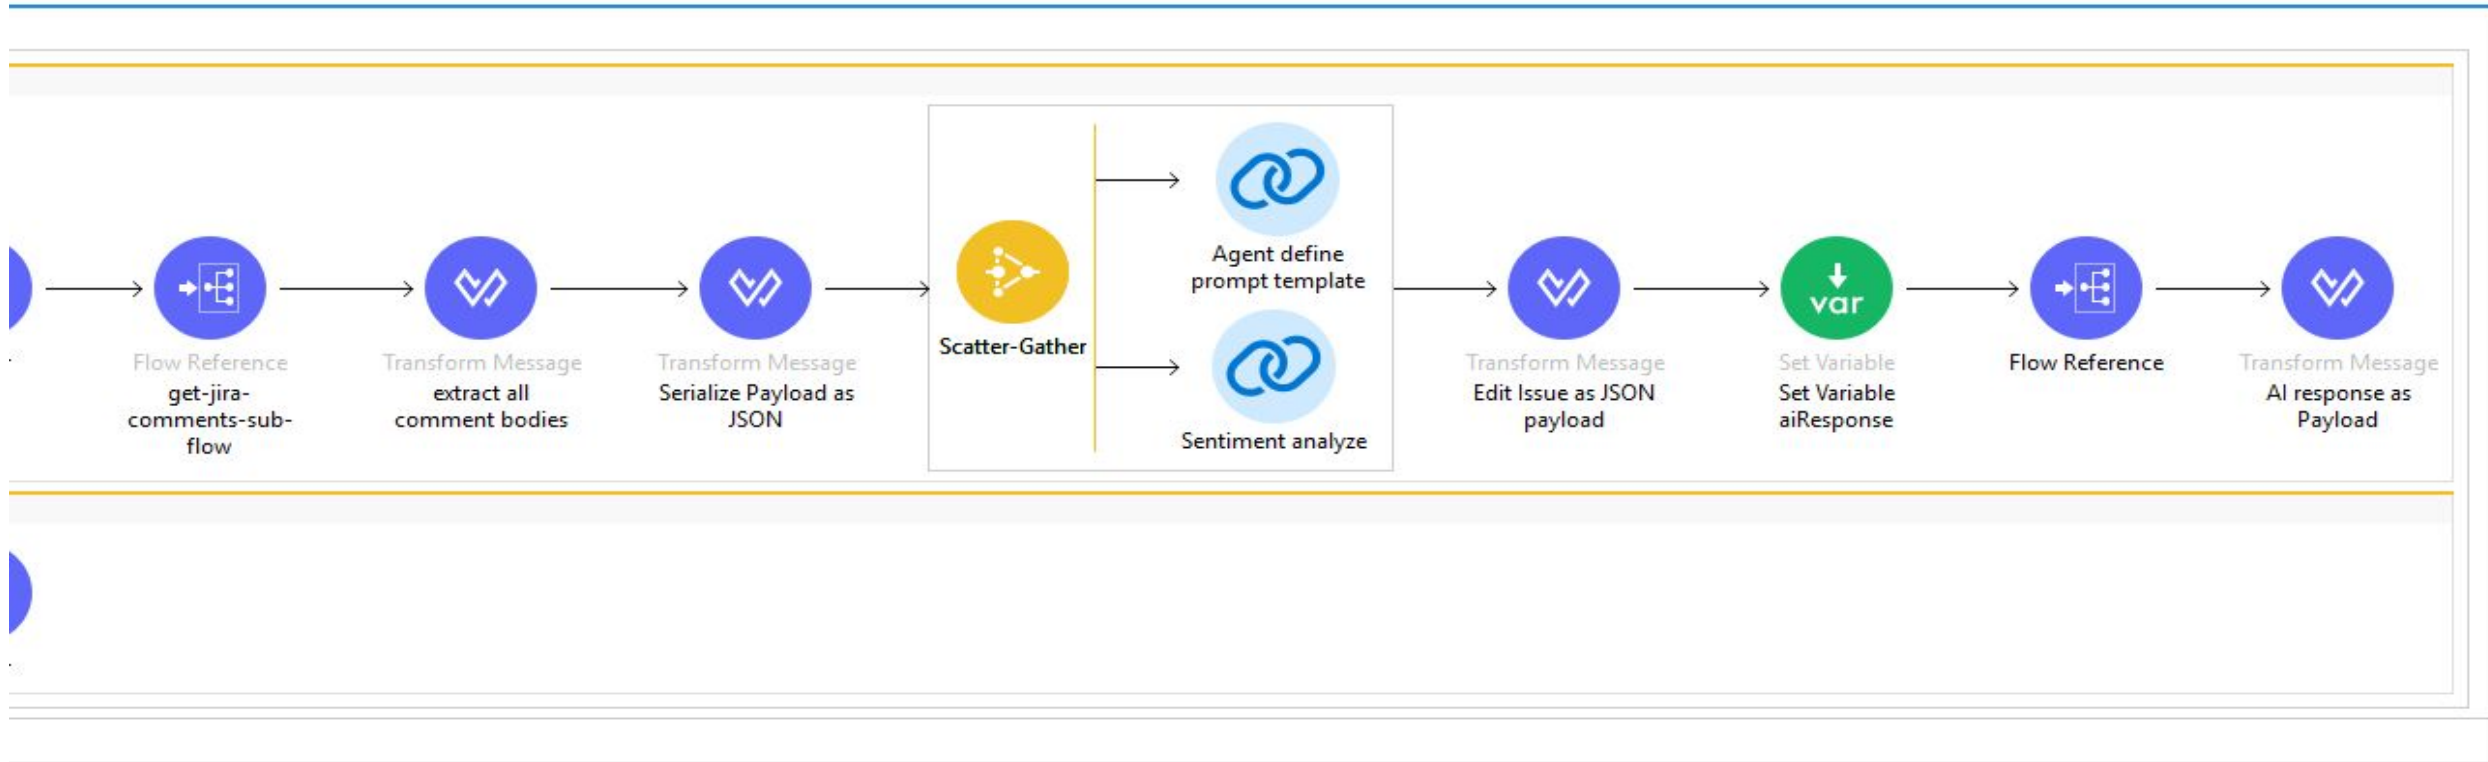 Flow Reference
get-jira-
comments-sub-
flow
Transform Message
extract all
comment bodies
Transform Message
Serialize Payload as
JSON
Scatter-Gather
Agent define
prompt template
Sentiment analyze
Transform Message
Edit Issue as JSON
payload
var
Set Variable
Set Variable
aiResponse
Flow Reference
Transform Message
AI response as
Payload